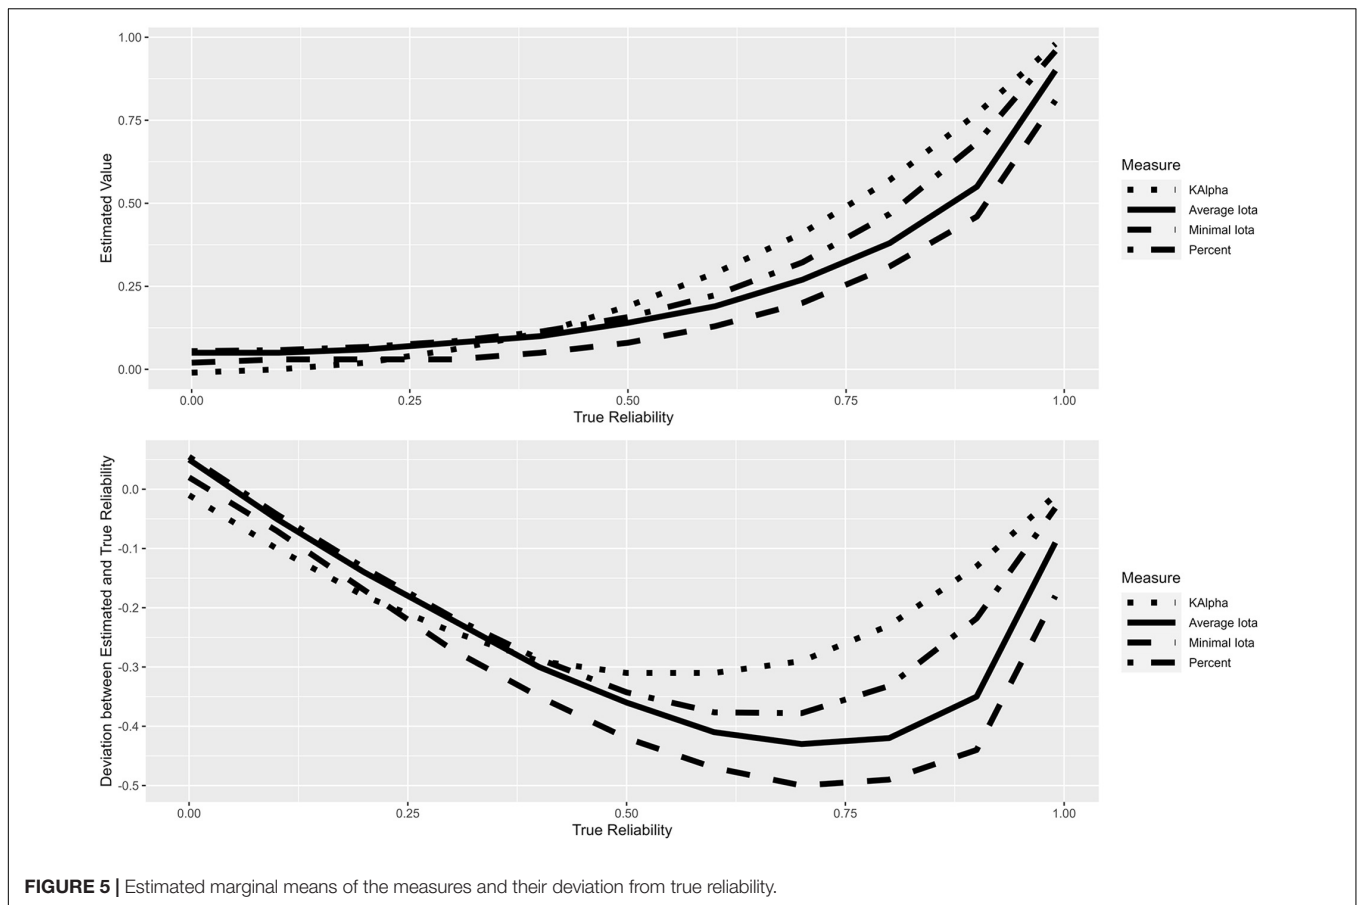 1.00
0.75
0.50
0.25
0.00
Estimated Value
0.00 0.25 0.50 0.75 1.00
True Reliability
Measure
KAlpha
Average Iota
Minimal Iota
Percent
0.0
-0.1
-0.2
-0.3
-0.4
-0.5
Deviation between Estimated and True Reliability
0.00 0.25 0.50 0.75 1.00
True Reliability
Measure
KAlpha
Average Iota
Minimal Iota
Percent
FIGURE 5 | Estimated marginal means of the measures and their deviation from true reliability.